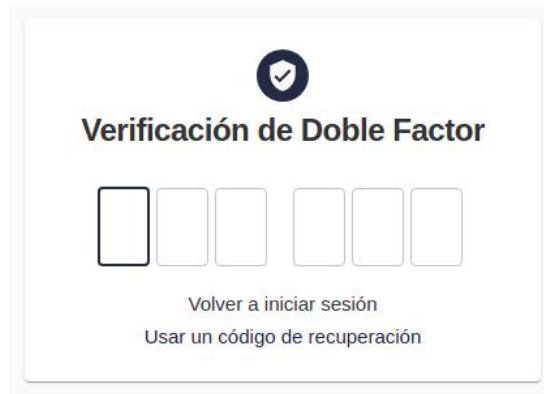 Verificación de Doble Factor
Volver a iniciar sesión
Usar un código de recuperación